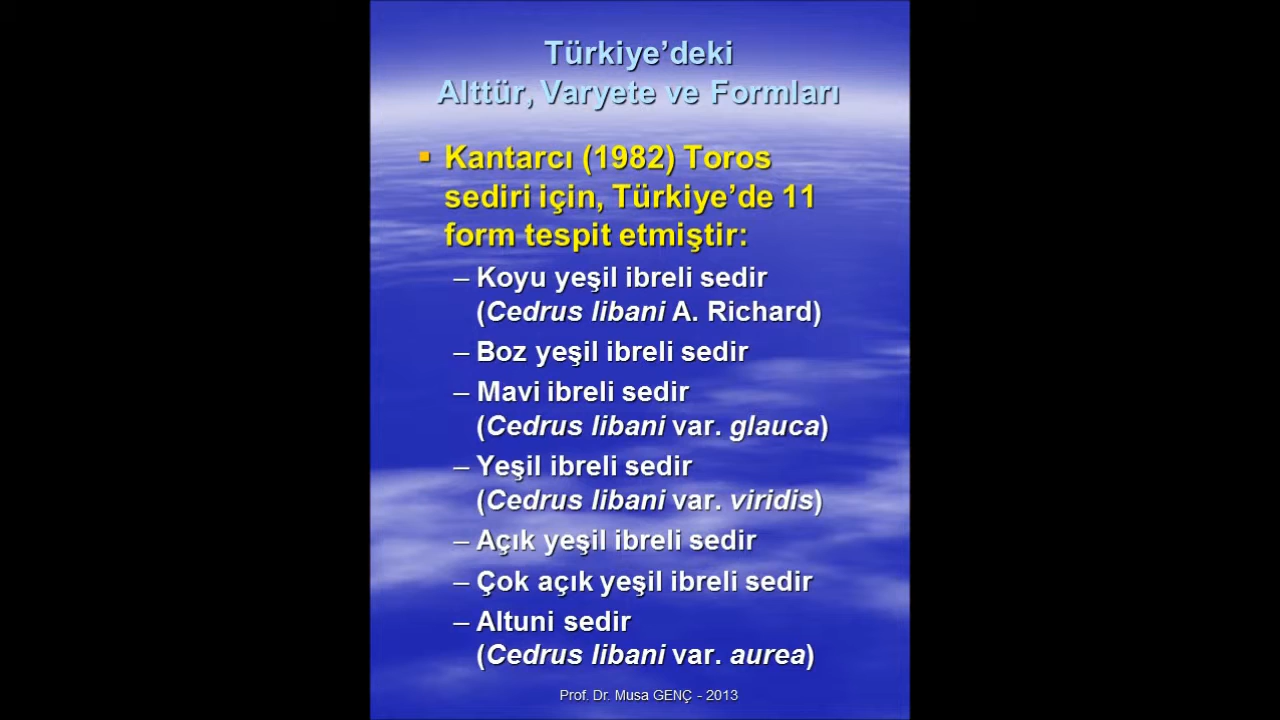 Türkiye’deki
Alttür, Varyete ve Formları
▪ Kantarcı (1982) Toros
sediri için, Türkiye’de 11
form tespit etmiştir:
– Koyu yeşil ibreli sedir
(Cedrus libani A. Richard)
– Boz yeşil ibreli sedir
– Mavi ibreli sedir
(Cedrus libani var. glauca)
– Yeşil ibreli sedir
(Cedrus libani var. viridis)
– Açık yeşil ibreli sedir
– Çok açık yeşil ibreli sedir
– Altuni sedir
(Cedrus libani var. aurea)
Prof. Dr. Musa GENÇ - 2013